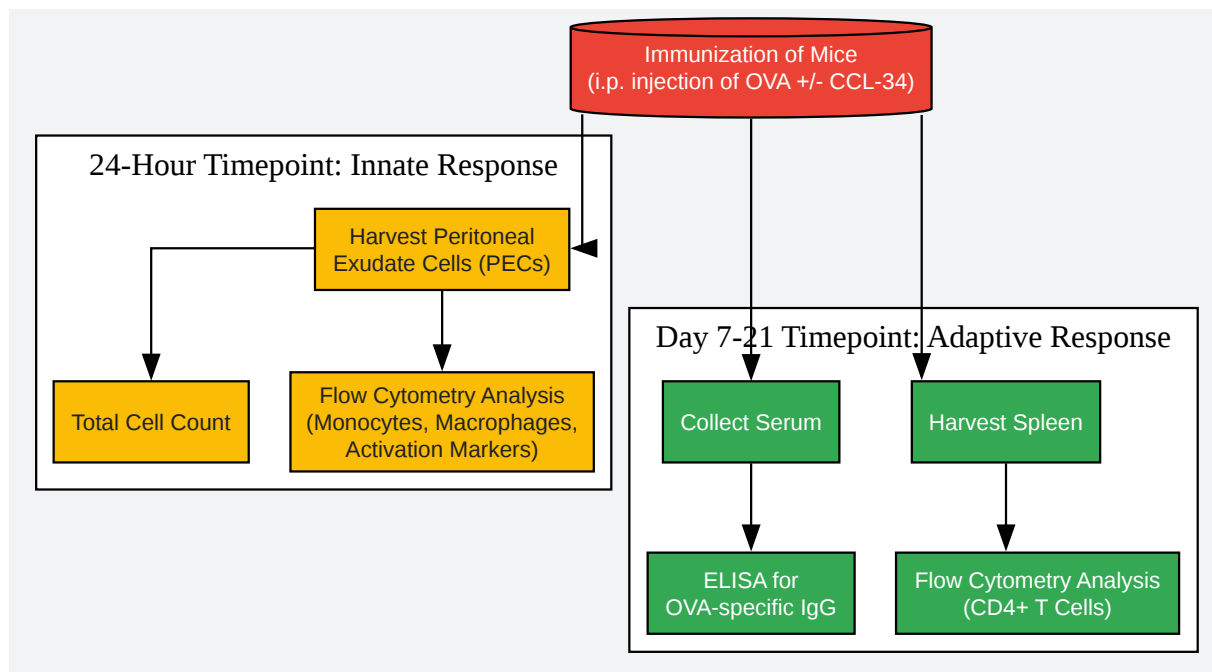 Immunization of Mice
(i.p. injection of OVA +/- CCL-34)
24-Hour Timepoint: Innate Response
Harvest Peritoneal
Exudate Cells (PECs)
Total Cell Count
Flow Cytometry Analysis
(Monocytes, Macrophages,
Activation Markers)
Day 7-21 Timepoint: Adaptive Response
Collect Serum
Harvest Spleen
ELISA for
OVA-specific IgG
Flow Cytometry Analysis
(CD4+ T Cells)